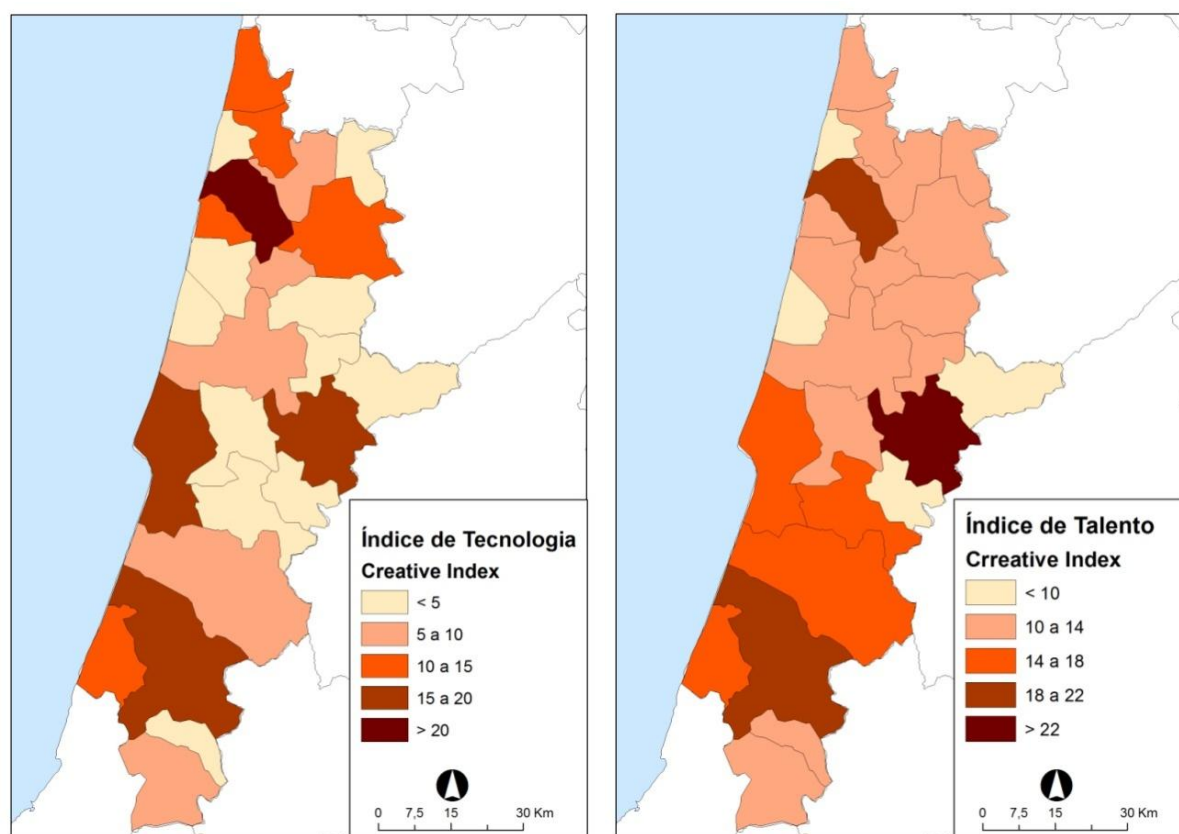 Índice de Tecnologia
Creative Index
< 5
5 a 10
10 a 15
15 a 20
> 20
0 7,5 15 30 Km
Índice de Talento
Crreative Index
< 10
10 a 14
14 a 18
18 a 22
> 22
0 7,5 15 30 Km